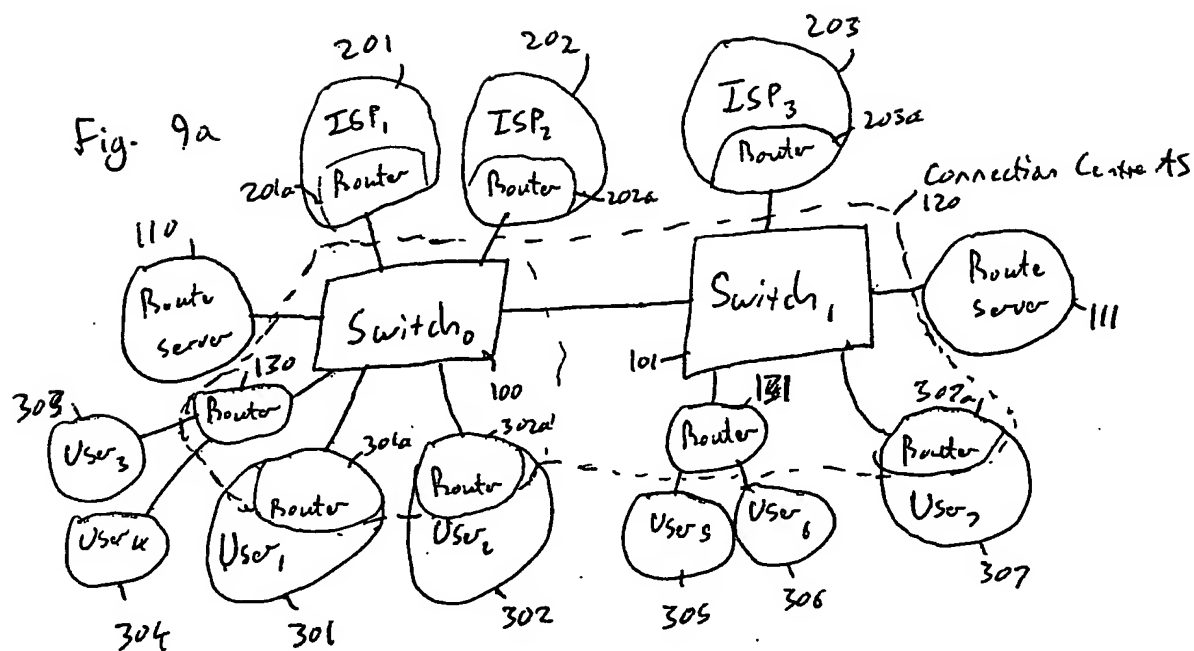 Fig. 9a
201
202
203
ISP1
ISP2
ISP3
201a
Router
Router
202a
Router
203a
Connection Centre AS
120
110
Route
server
Switch0
100
Switch1
101
Route
server
111
130
Router
303
User3
301a
Router
302a
Router
131
Router
307a
Router
User4
User1
User2
User5
User6
User7
304
301
302
305
306
307